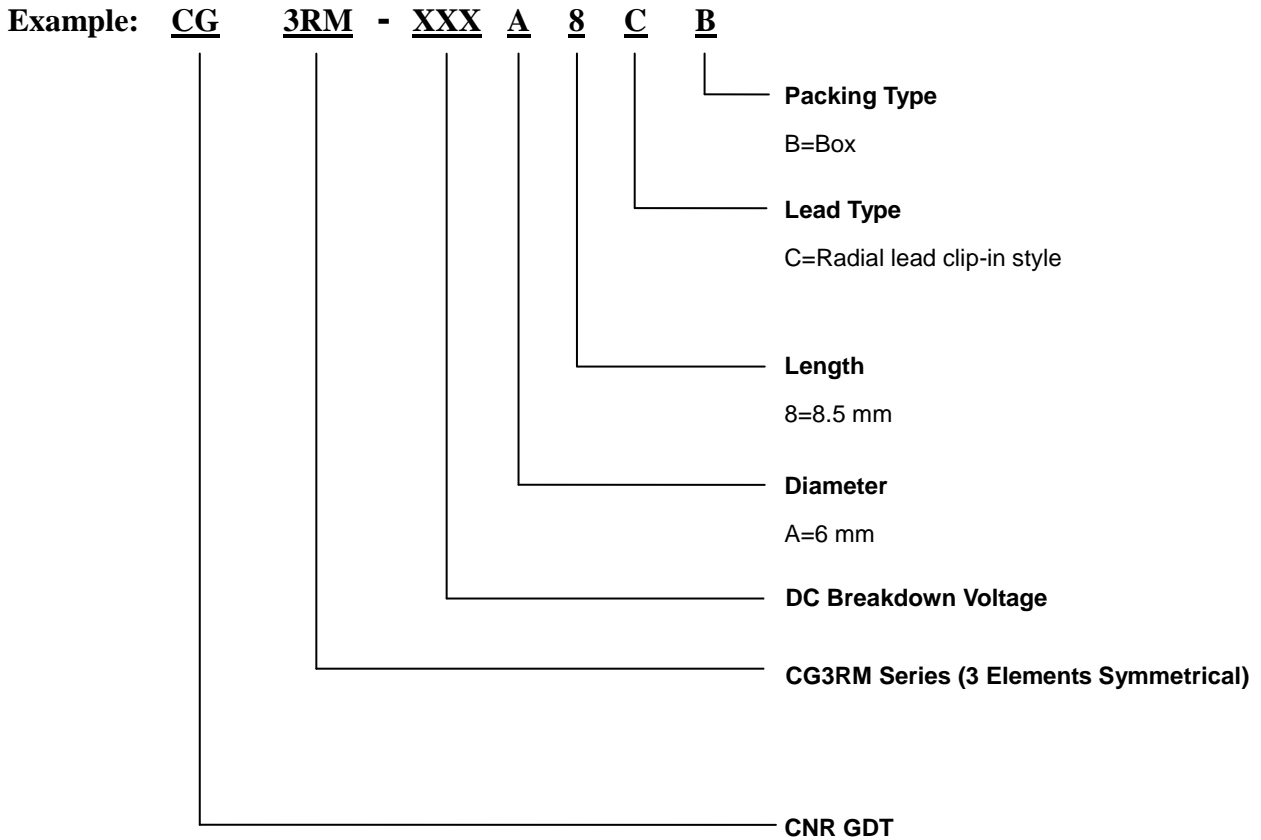 Example: CG 3RM - XXX A 8 C B
Packing Type
B=Box
Lead Type
C=Radial lead clip-in style
Length
8=8.5 mm
Diameter
A=6 mm
DC Breakdown Voltage
CG3RM Series (3 Elements Symmetrical)
CNR GDT